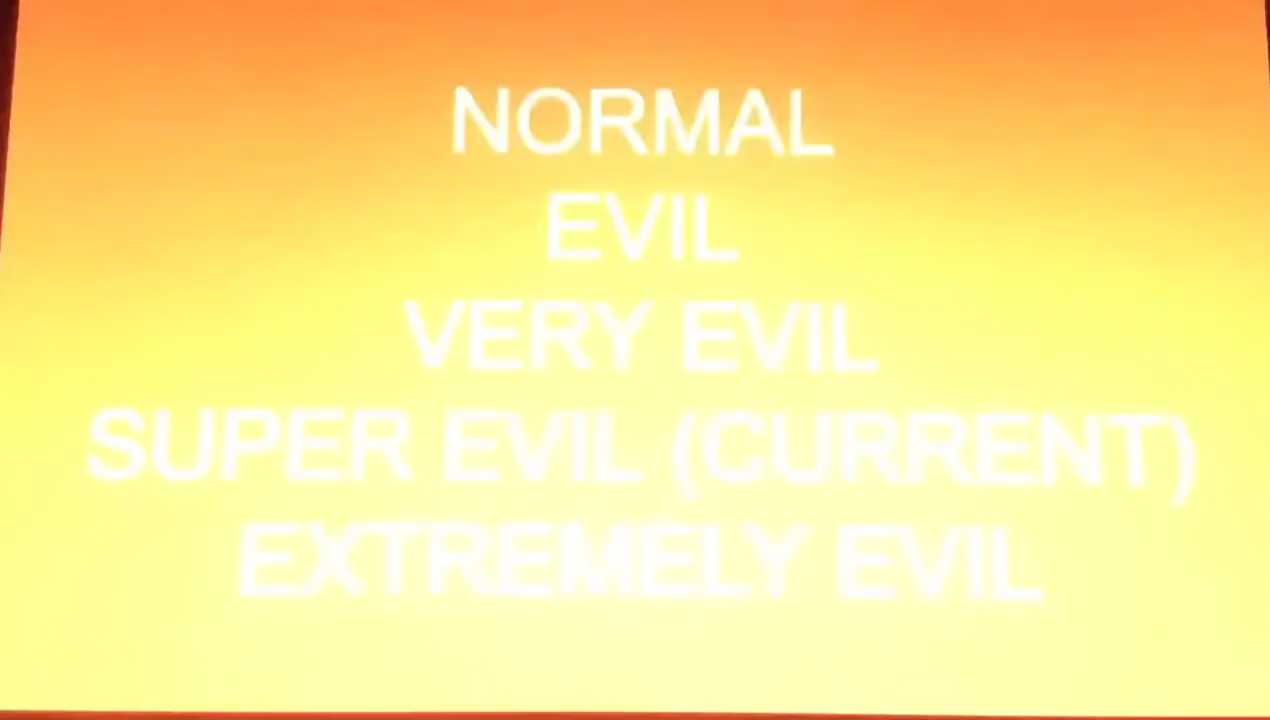 NORMAL
EVIL
VERY EVIL
SUPER EVIL (CURRENT)
EXTREMELY EVIL